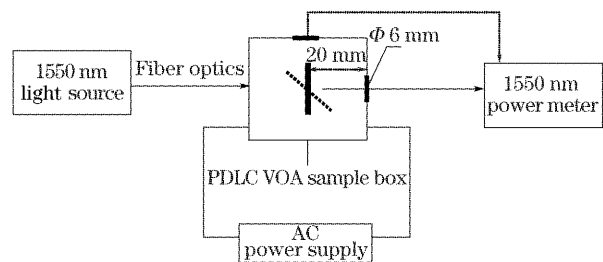 1550 nm
light source
Fiber optics
20 mm
Φ 6 mm
1550 nm
power meter
PDLC VOA sample box
AC
power supply